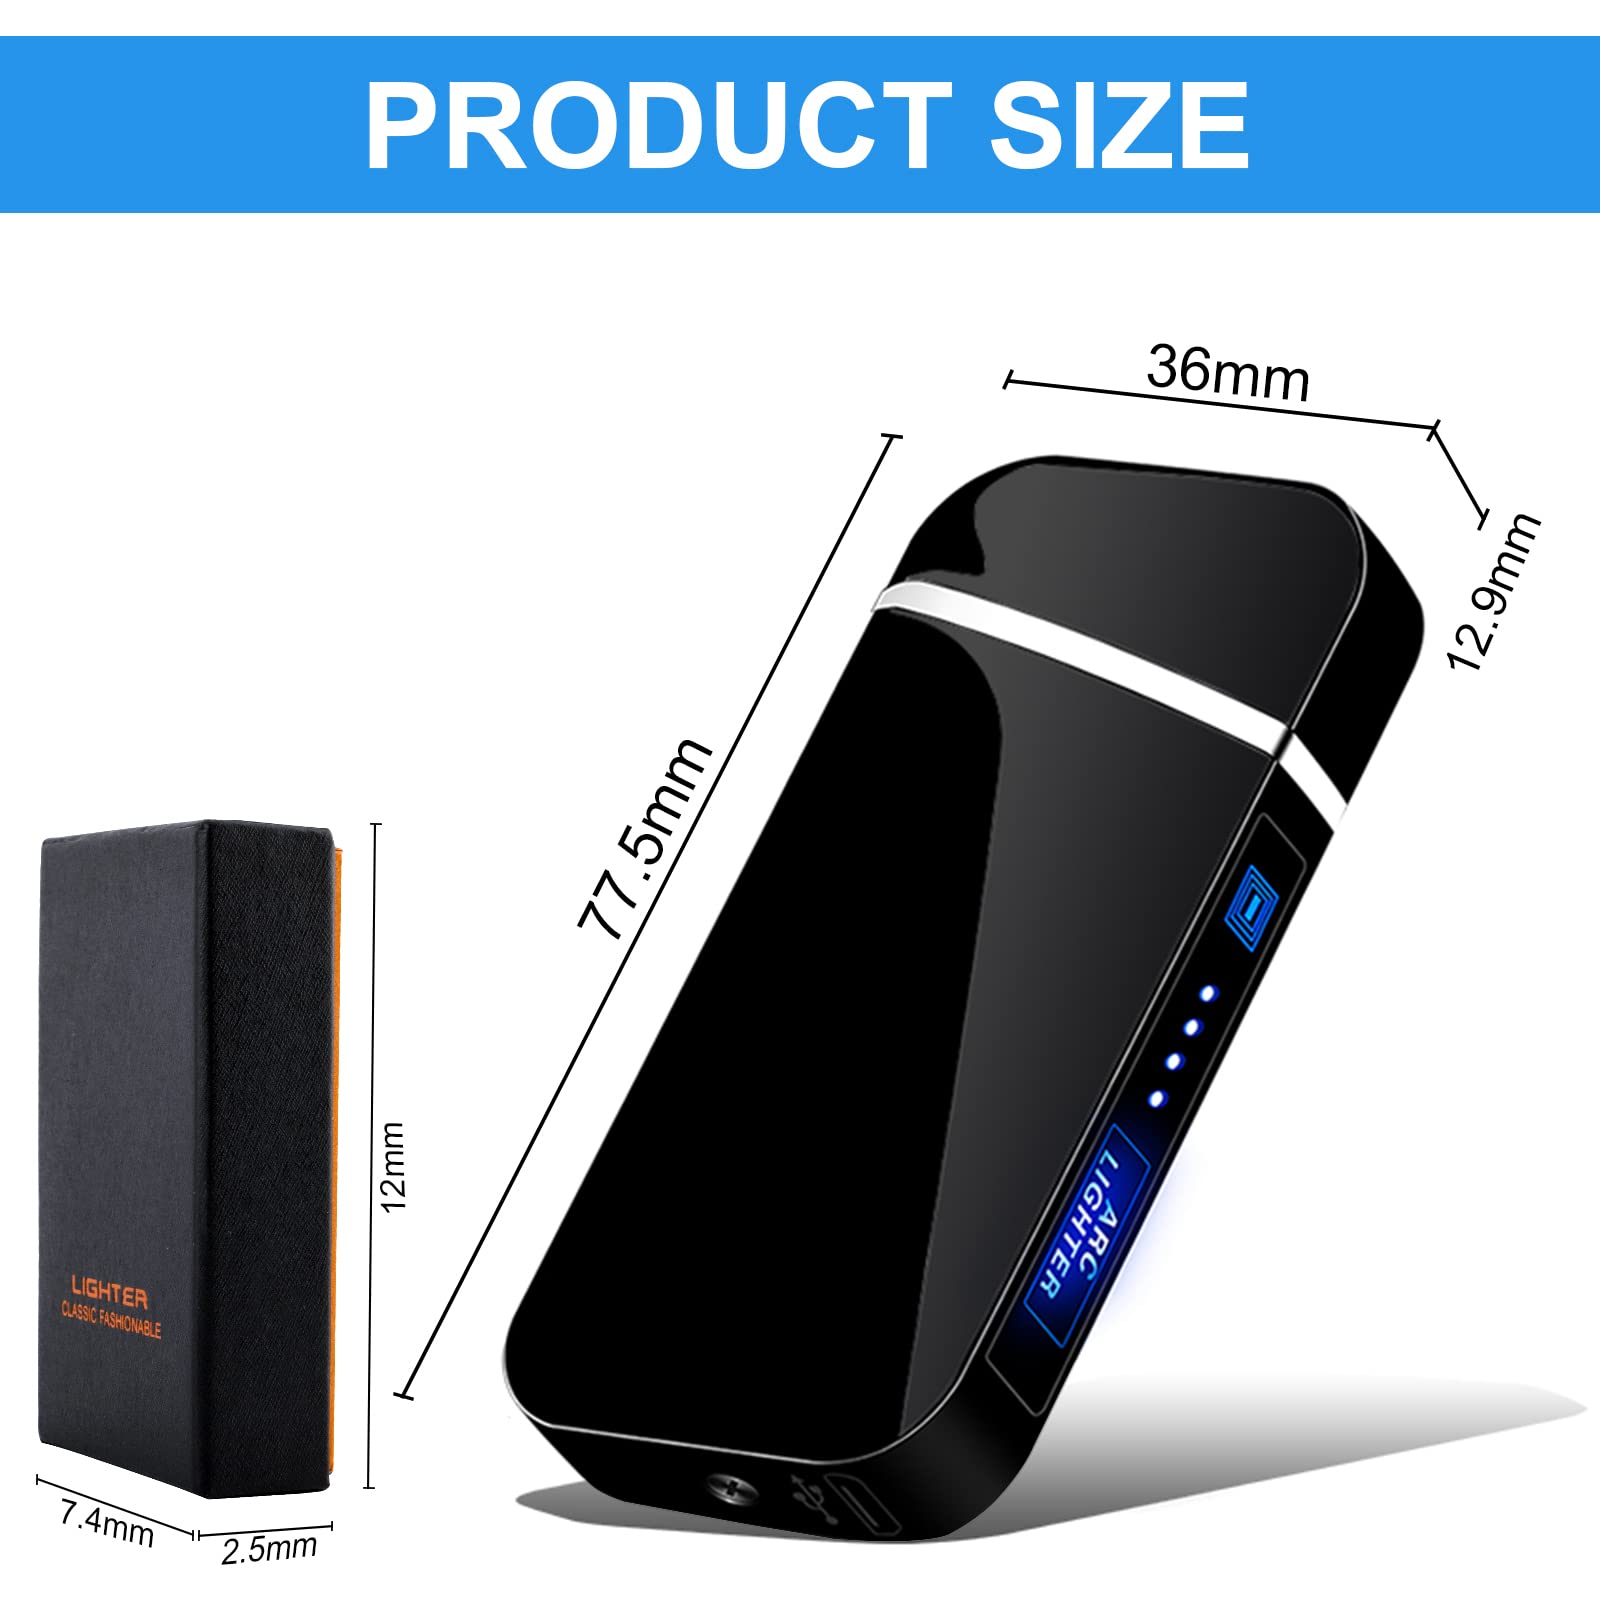 PRODUCT SIZE
36mm
12.9mm
77.5mm
ARC
LIGHTER
12mm
LIGHTER
CLASSIC FASHIONABLE
7.4mm
2.5mm